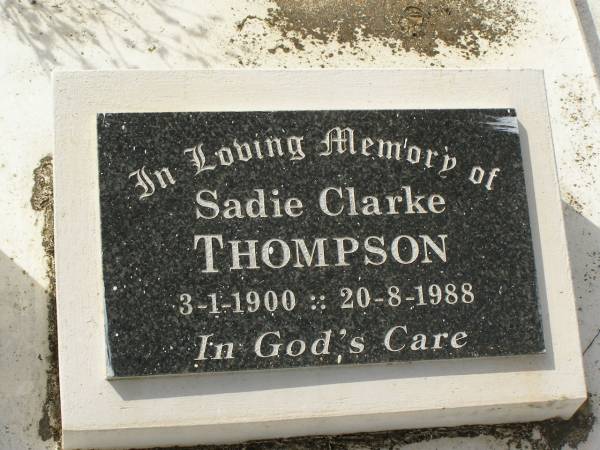 In Loving Memory of
Sadie Clarke
THOMPSON
3-1-1900 :: 20-8-1988
In God's Care